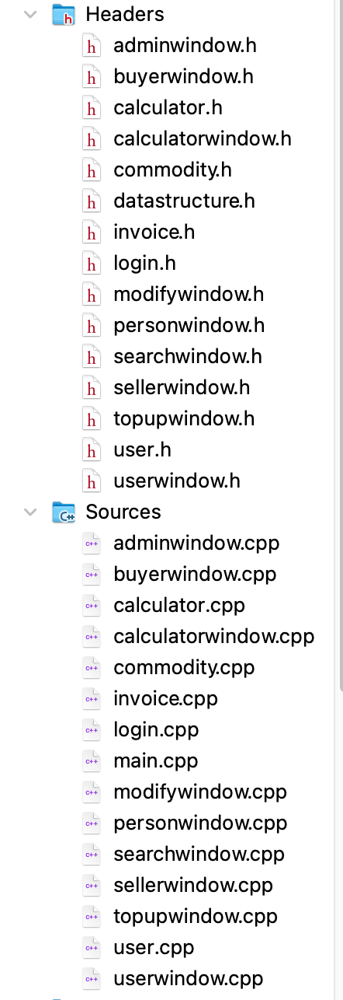 Headers
adminwindow.h
buyerwindow.h
calculator.h
calculatorwindow.h
commodity.h
datastructure.h
invoice.h
login.h
modifywindow.h
personwindow.h
searchwindow.h
sellerwindow.h
topupwindow.h
user.h
userwindow.h
Sources
adminwindow.cpp
buyerwindow.cpp
calculator.cpp
calculatorwindow.cpp
commodity.cpp
invoice.cpp
login.cpp
main.cpp
modifywindow.cpp
personwindow.cpp
searchwindow.cpp
sellerwindow.cpp
topupwindow.cpp
user.cpp
userwindow.cpp